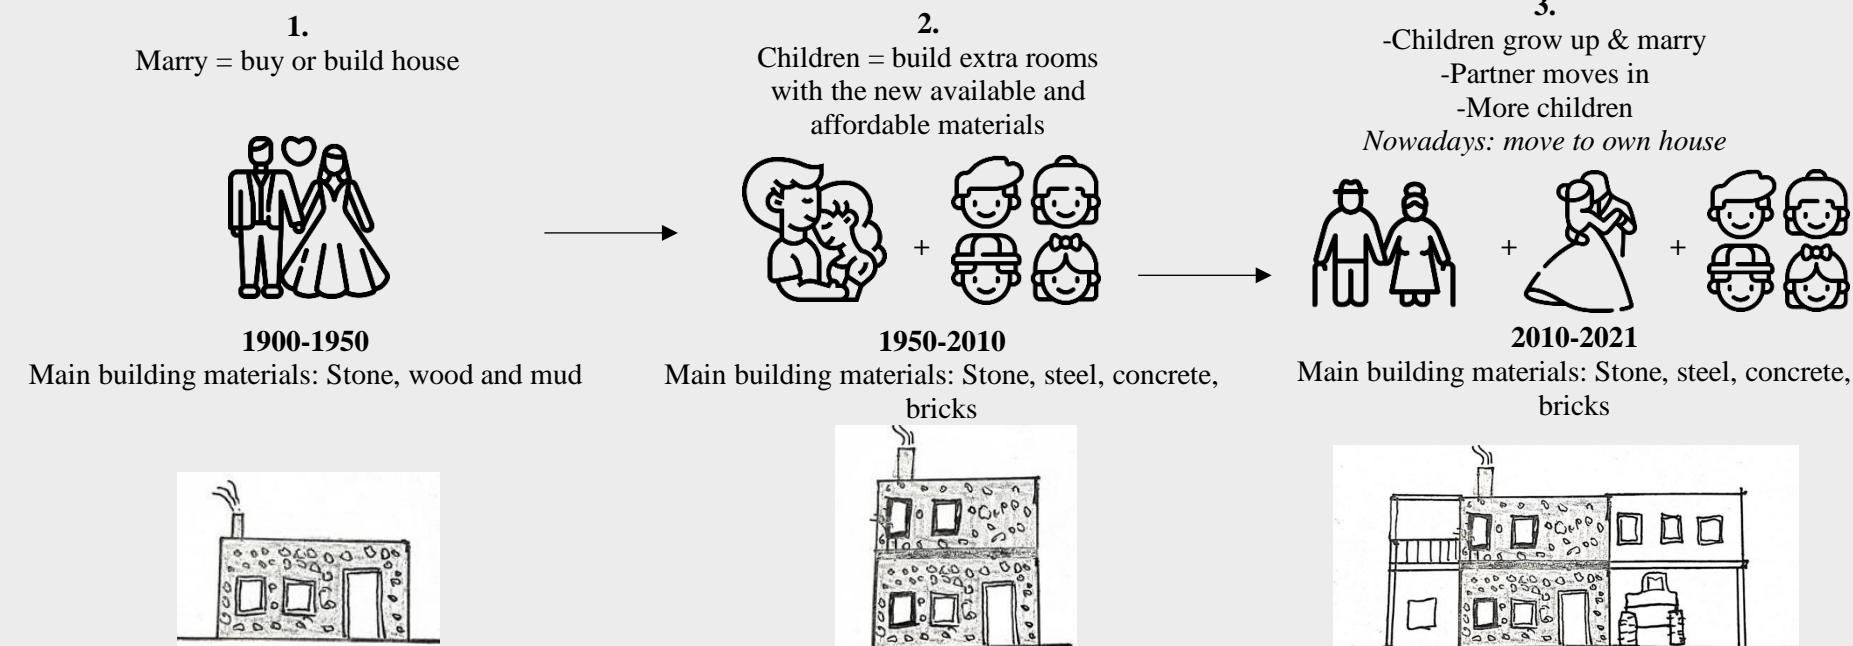 1.
Marry = buy or build house
1900-1950
Main building materials: Stone, wood and mud
2.
Children = build extra rooms
with the new available and
affordable materials
+
1950-2010
Main building materials: Stone, steel, concrete,
bricks
3.
-Children grow up & marry
-Partner moves in
-More children
Nowadays: move to own house
+
+
2010-2021
Main building materials: Stone, steel, concrete,
bricks